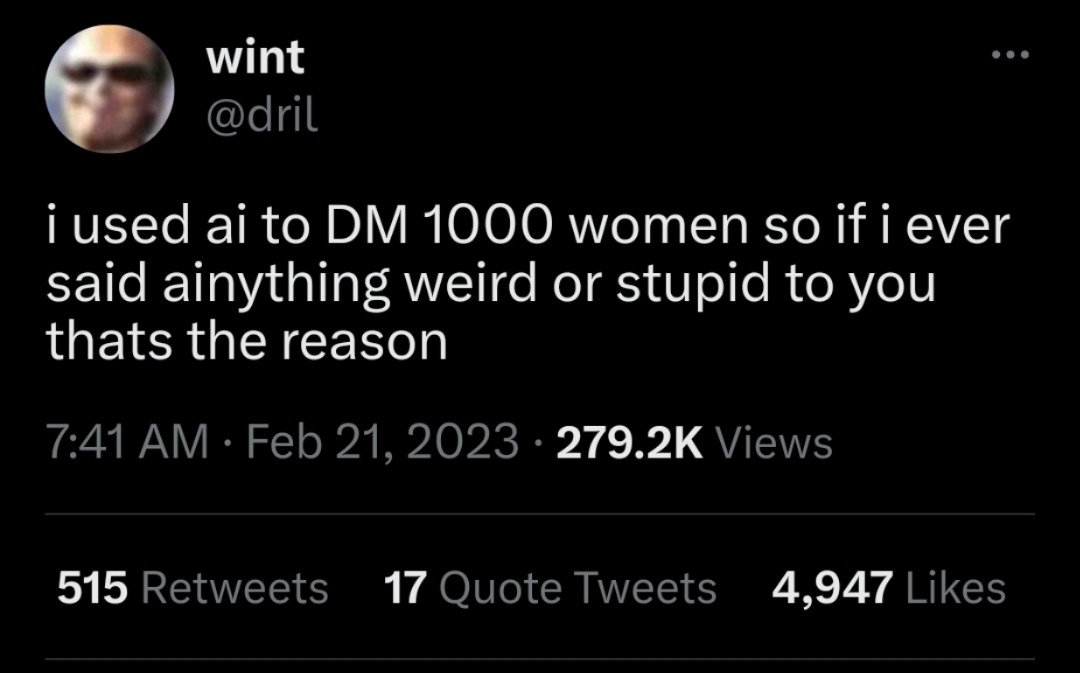 wint
@dril
i used ai to DM 1000 women so if i ever
said ainything weird or stupid to you
thats the reason
7:41 AM · Feb 21, 2023 · 279.2K Views
515 Retweets 17 Quote Tweets 4,947 Likes